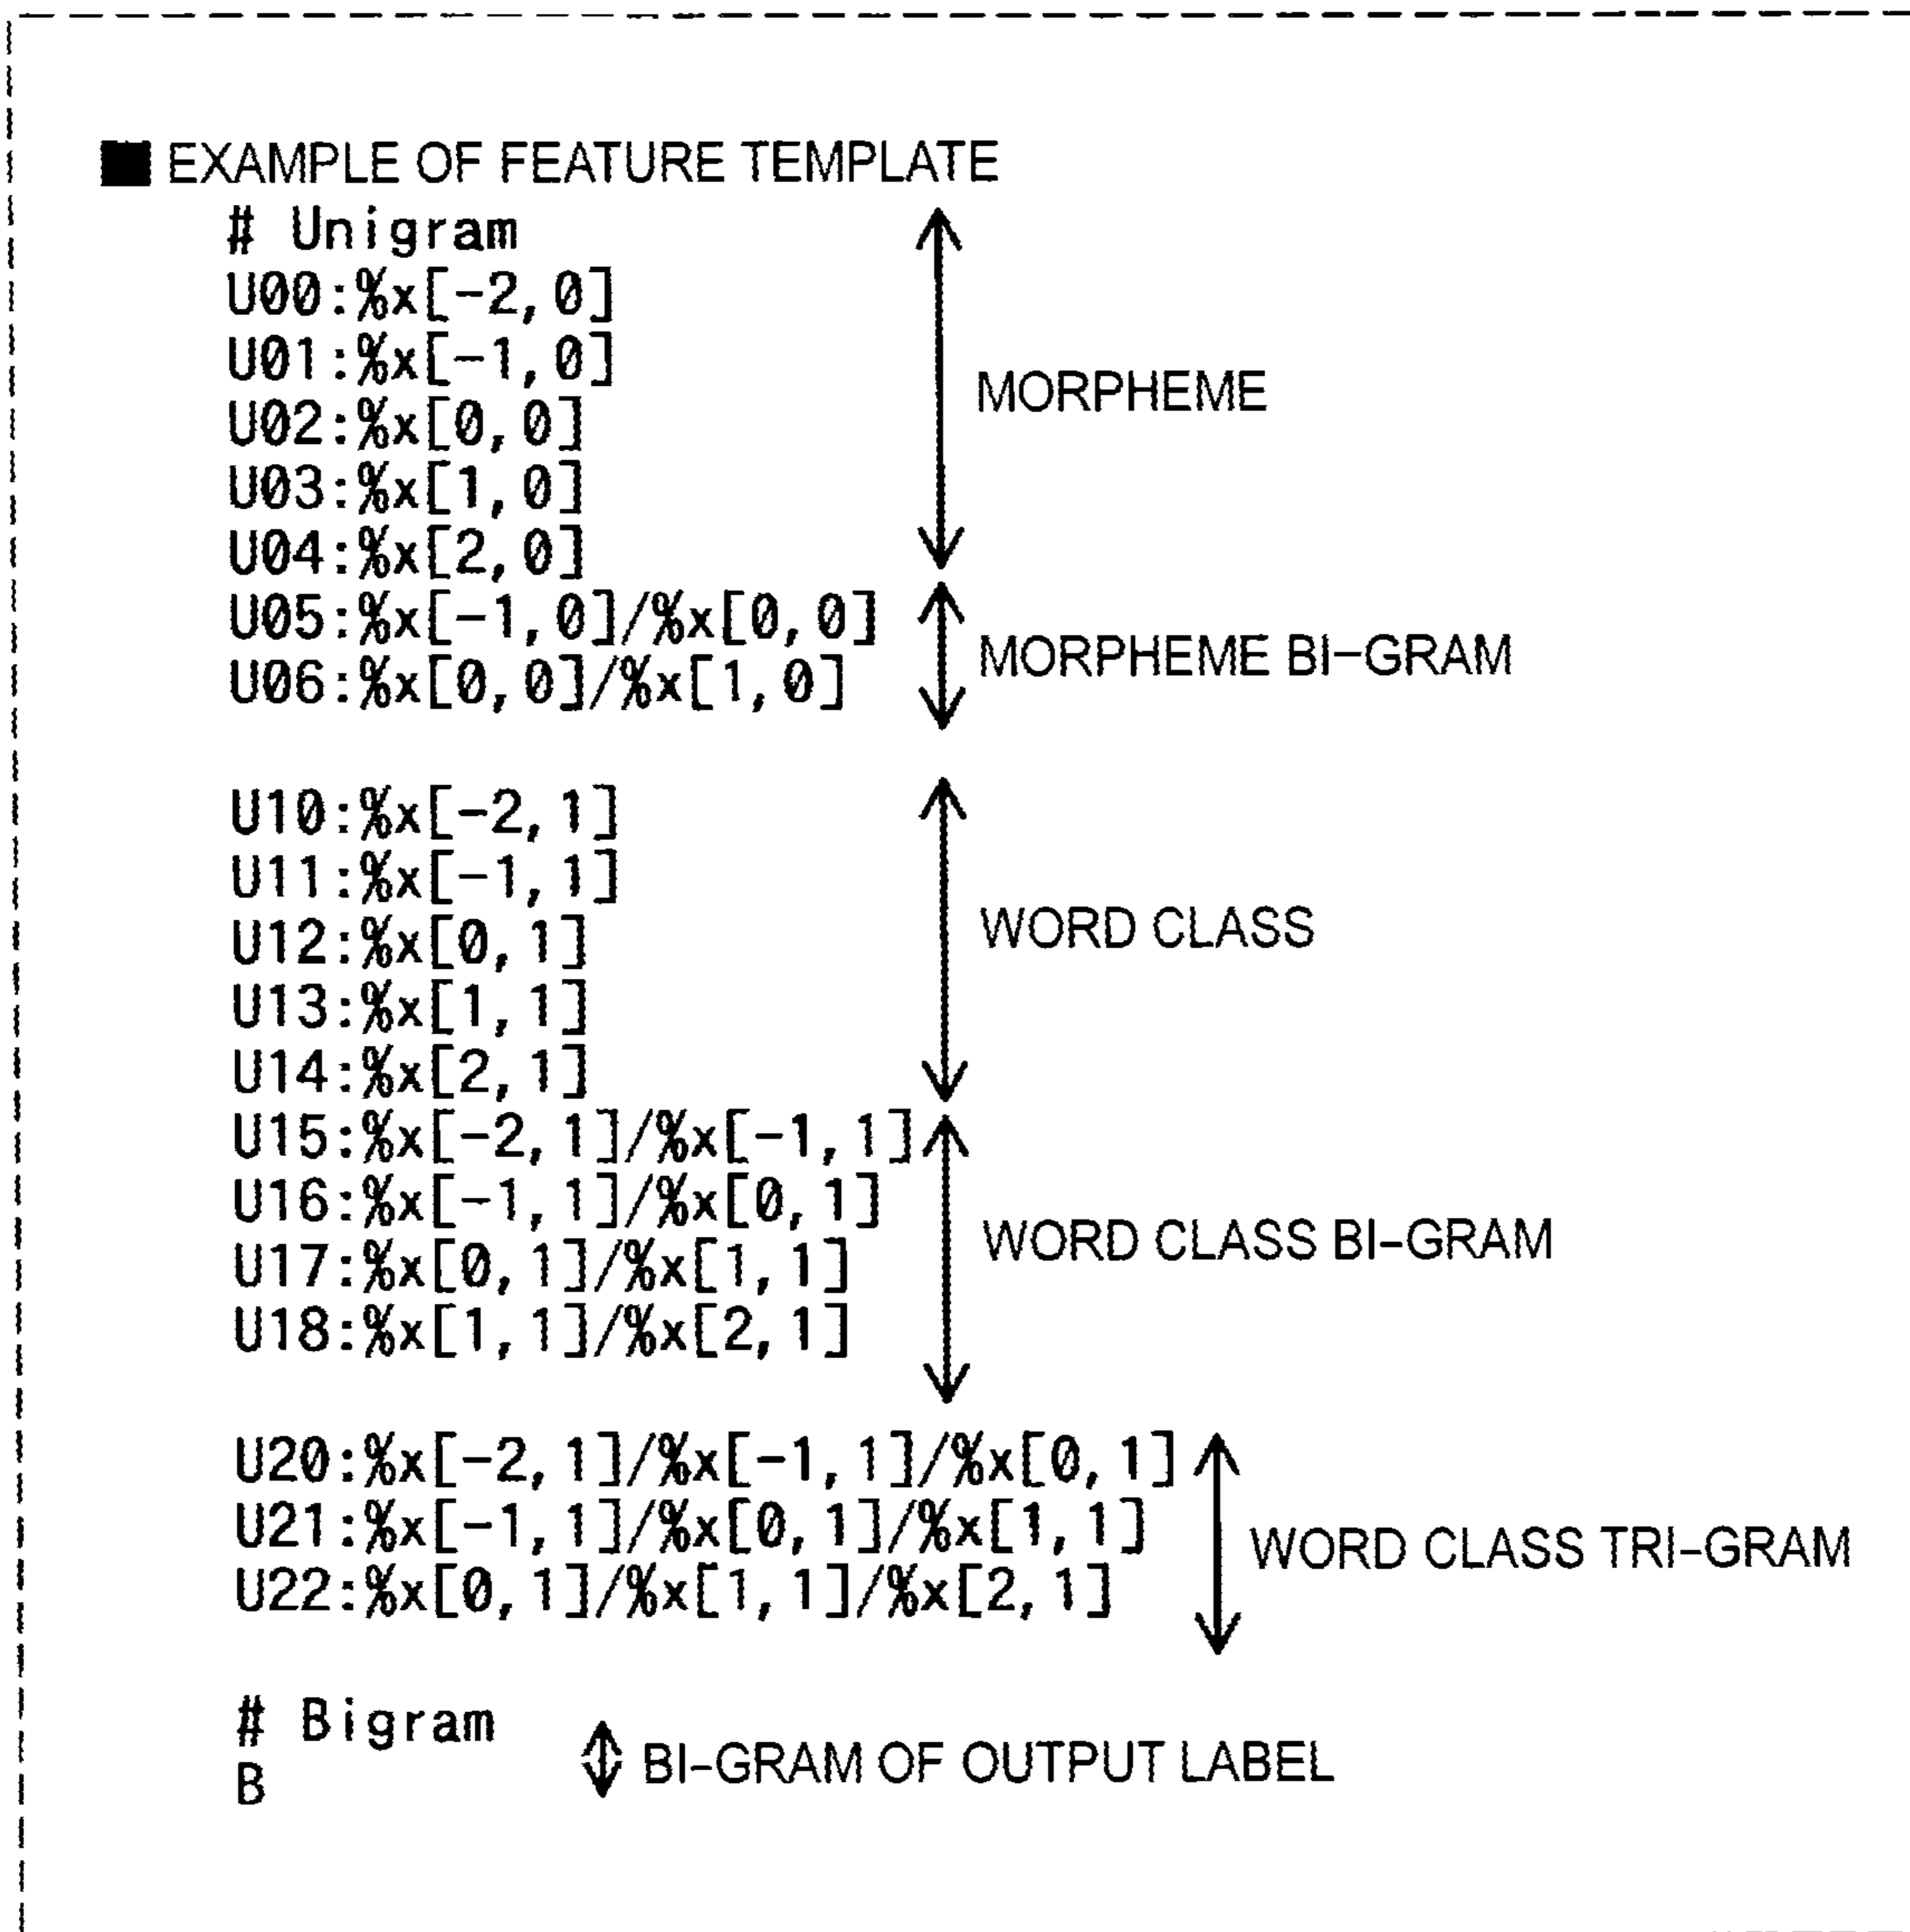 ■ EXAMPLE OF FEATURE TEMPLATE
# Unigram
U00:%x[-2,0]
U01:%x[-1,0]
U02:%x[0,0]
U03:%x[1,0]
U04:%x[2,0]
MORPHEME
U05:%x[-1,0]/%x[0,0]
U06:%x[0,0]/%x[1,0]
MORPHEME BI-GRAM
U10:%x[-2,1]
U11:%x[-1,1]
U12:%x[0,1]
U13:%x[1,1]
U14:%x[2,1]
WORD CLASS
U15:%x[-2,1]/%x[-1,1]
U16:%x[-1,1]/%x[0,1]
U17:%x[0,1]/%x[1,1]
U18:%x[1,1]/%x[2,1]
WORD CLASS BI-GRAM
U20:%x[-2,1]/%x[-1,1]/%x[0,1]
U21:%x[-1,1]/%x[0,1]/%x[1,1]
U22:%x[0,1]/%x[1,1]/%x[2,1]
WORD CLASS TRI-GRAM
# Bigram
B
BI-GRAM OF OUTPUT LABEL